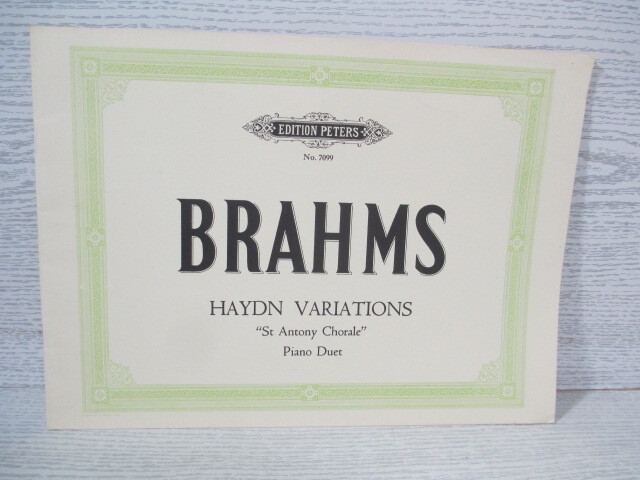 EDITION PETERS
No. 7099
BRAHMS
HAYDN VARIATIONS
"St Antony Chorale"
Piano Duet